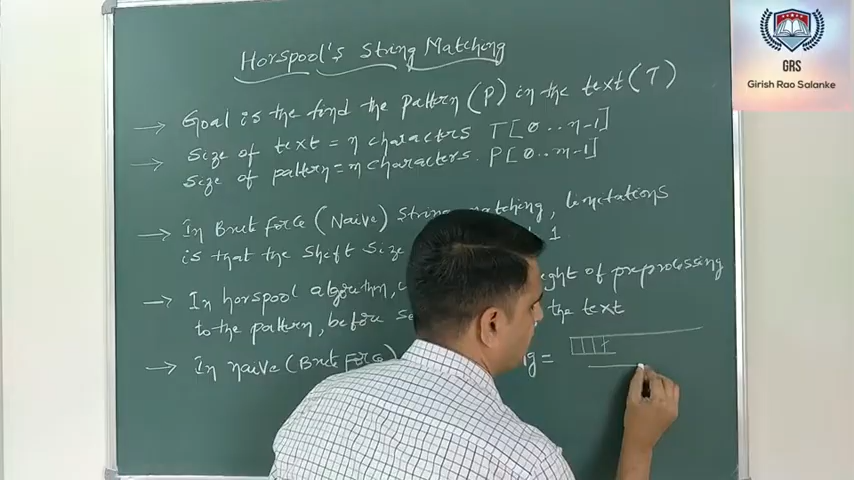 Horspool's String Matching
GRS
Girish Rao Salanke
→ Goal is the find the pattern (P) in the text (T)
→ Size of text = n characters T[0...n-1]
Size of pattern = m characters. P[0...m-1]
→ In Brute Force (Naive) String matching, limitations
is that the shift size 1
→ In horspool algorithm, ght of preprocessing
to the pattern, before se the text
→ In naive (Brute Force) g =